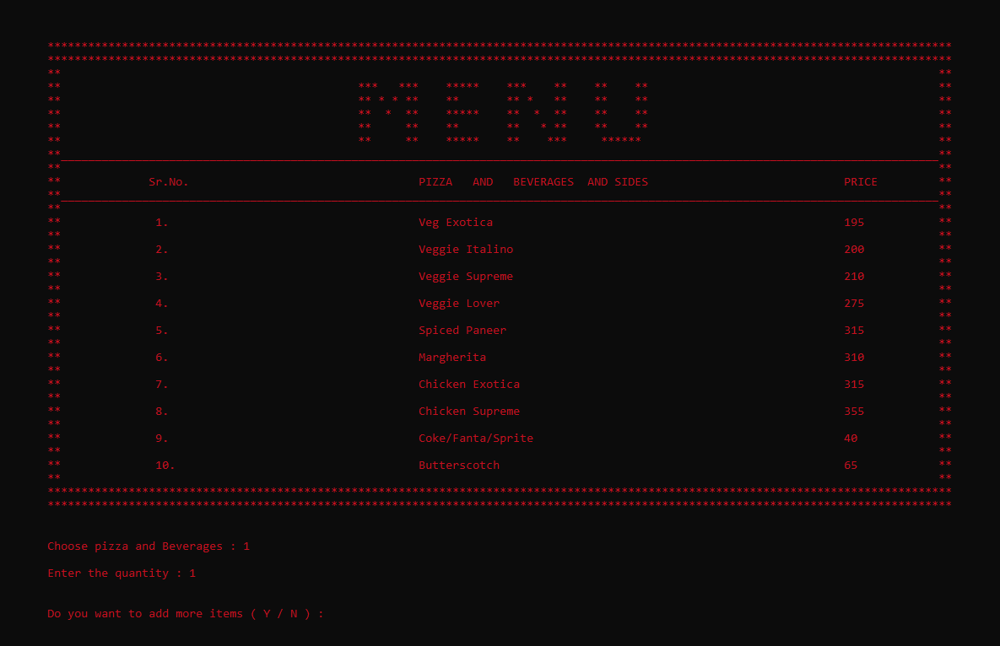 MENU
Sr.No. PIZZA AND BEVERAGES AND SIDES PRICE
1. Veg Exotica 195
2. Veggie Italino 200
3. Veggie Supreme 210
4. Veggie Lover 275
5. Spiced Paneer 315
6. Margherita 310
7. Chicken Exotica 315
8. Chicken Supreme 355
9. Coke/Fanta/Sprite 40
10. Butterscotch 65
Choose pizza and Beverages : 1
Enter the quantity : 1
Do you want to add more items ( Y / N ) :